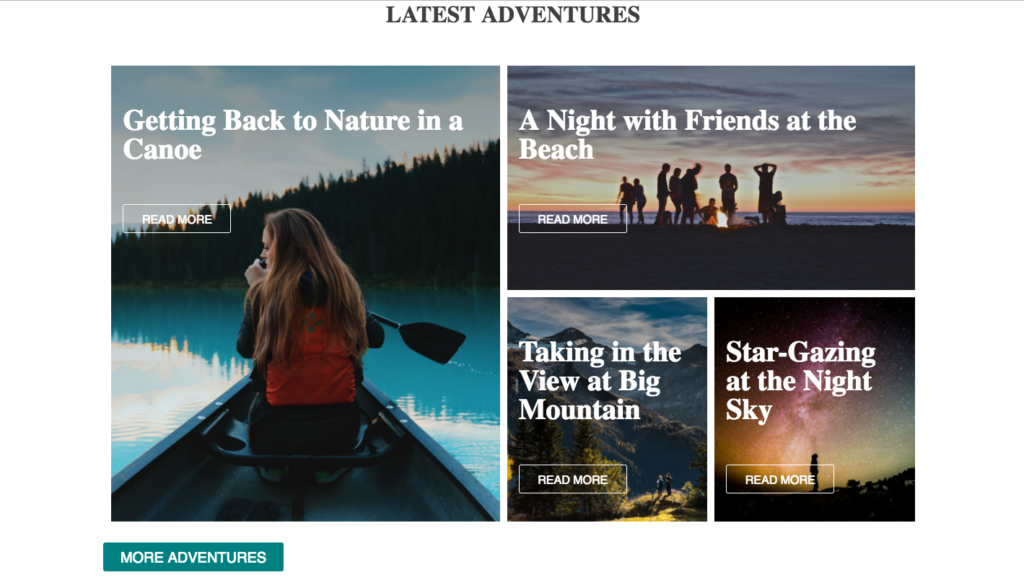 LATEST ADVENTURES
Getting Back to Nature in a
Canoe
READ MORE
A Night with Friends at the
Beach
READ MORE
Taking in the
View at Big
Mountain
READ MORE
Star-Gazing
at the Night
Sky
READ MORE
MORE ADVENTURES